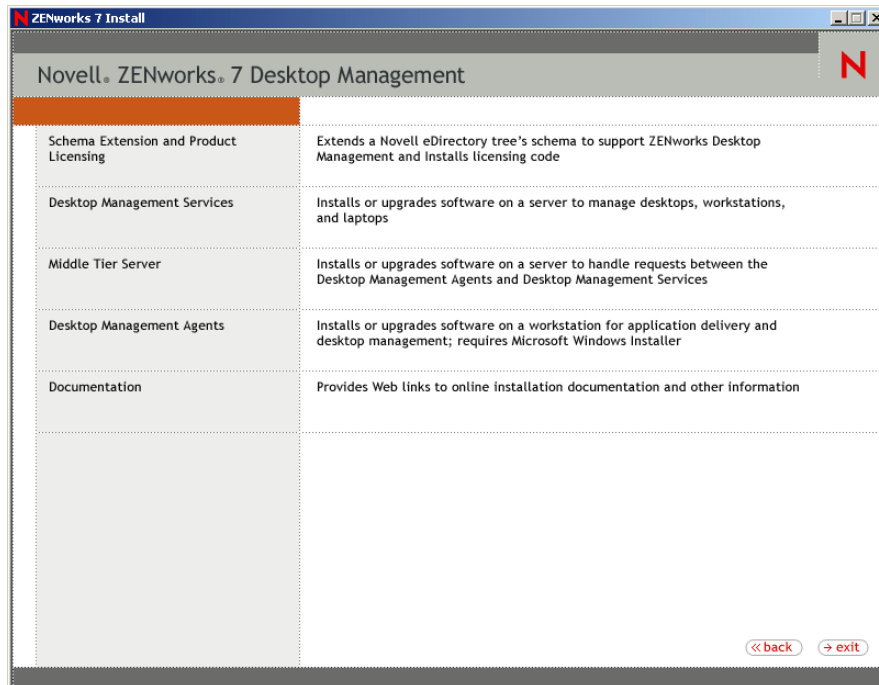 ZENworks 7 Install
Novell® ZENworks® 7 Desktop Management
N
Schema Extension and Product
Licensing
Extends a Novell eDirectory tree's schema to support ZENworks Desktop
Management and Installs licensing code
Desktop Management Services
Installs or upgrades software on a server to manage desktops, workstations,
and laptops
Middle Tier Server
Installs or upgrades software on a server to handle requests between the
Desktop Management Agents and Desktop Management Services
Desktop Management Agents
Installs or upgrades software on a workstation for application delivery and
desktop management; requires Microsoft Windows Installer
Documentation
Provides Web links to online installation documentation and other information
« back
→ exit